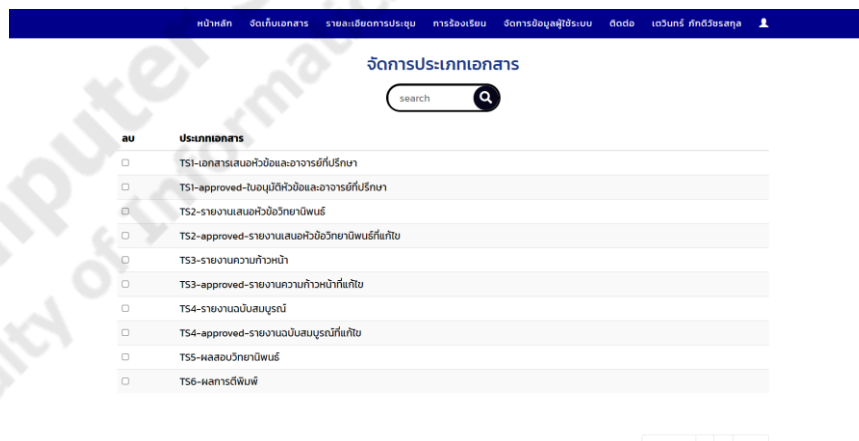 หน้าหลัก จัดเก็บเอกสาร รายละเอียดการประชุม การร้องเรียน จัดการข้อมูลผู้ใช้ระบบ ติดต่อ เตวินทร์ ภักดีวัชรสกุล
จัดการประเภทเอกสาร
search
ลบ ประเภทเอกสาร
TS1-เอกสารเสนอหัวข้อและอาจารย์ที่ปรึกษา
TS1-approved-ใบอนุมัติหัวข้อและอาจารย์ที่ปรึกษา
TS2-รายงานเสนอหัวข้อวิทยานิพนธ์
TS2-approved-รายงานเสนอหัวข้อวิทยานิพนธ์ที่แก้ไข
TS3-รายงานความก้าวหน้า
TS3-approved-รายงานความก้าวหน้าที่แก้ไข
TS4-รายงานฉบับสมบูรณ์
TS4-approved-รายงานฉบับสมบูรณ์ที่แก้ไข
TS5-ผลสอบวิทยานิพนธ์
TS6-ผลการตีพิมพ์